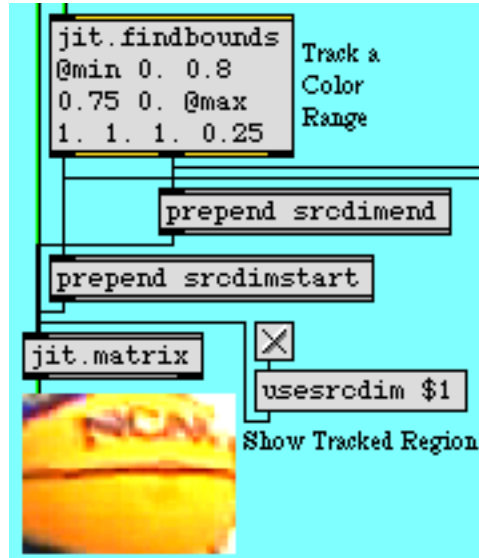 jit.findbounds
@min 0. 0.8
0.75 0. @max
1. 1. 1. 0.25
Track a
Color
Range
prepend srcdimend
prepend srcdimstart
jit.matrix
usesrcdim $1
Show Tracked Region
NCAA